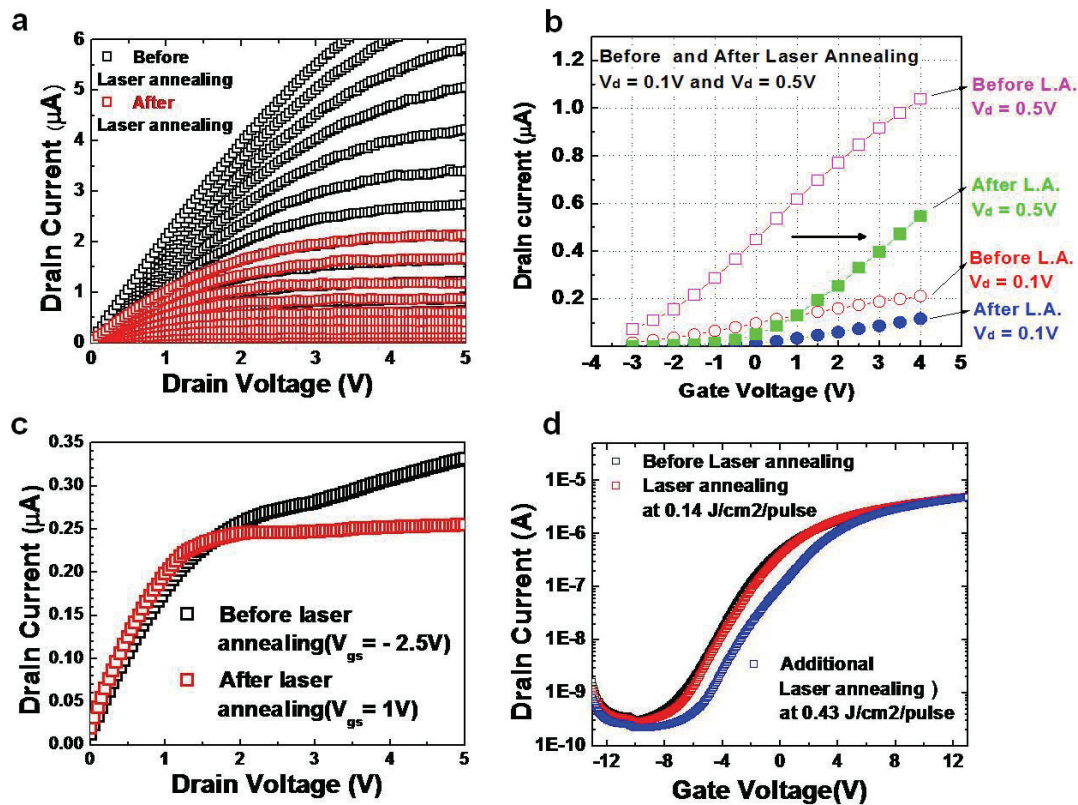 a
6
5
4
3
2
1
0
Drain Current (μA)
Before
Laser annealing
After
Laser annealing
0 1 2 3 4 5
Drain Voltage (V)
b
1.2
1.0
0.8
0.6
0.4
0.2
Drain current (μA)
Before and After Laser Annealing
Vd = 0.1V and Vd = 0.5V
Before L.A.
Vd = 0.5V
After L.A.
Vd = 0.5V
Before L.A.
Vd = 0.1V
After L.A.
Vd = 0.1V
-4 -3 -2 -1 0 1 2 3 4 5
Gate Voltage (V)
c
0.35
0.30
0.25
0.20
0.15
0.10
0.05
0.00
Drain Current (μA)
Before laser
annealing(Vgs = - 2.5V)
After laser
annealing(Vgs = 1V)
0 1 2 3 4 5
Drain Voltage (V)
d
1E-5
1E-6
1E-7
1E-8
1E-9
1E-10
Drain Current (A)
Before Laser annealing
Laser annealing
at 0.14 J/cm2/pulse
Additional
Laser annealing )
at 0.43 J/cm2/pulse
-12 -8 -4 0 4 8 12
Gate Voltage(V)